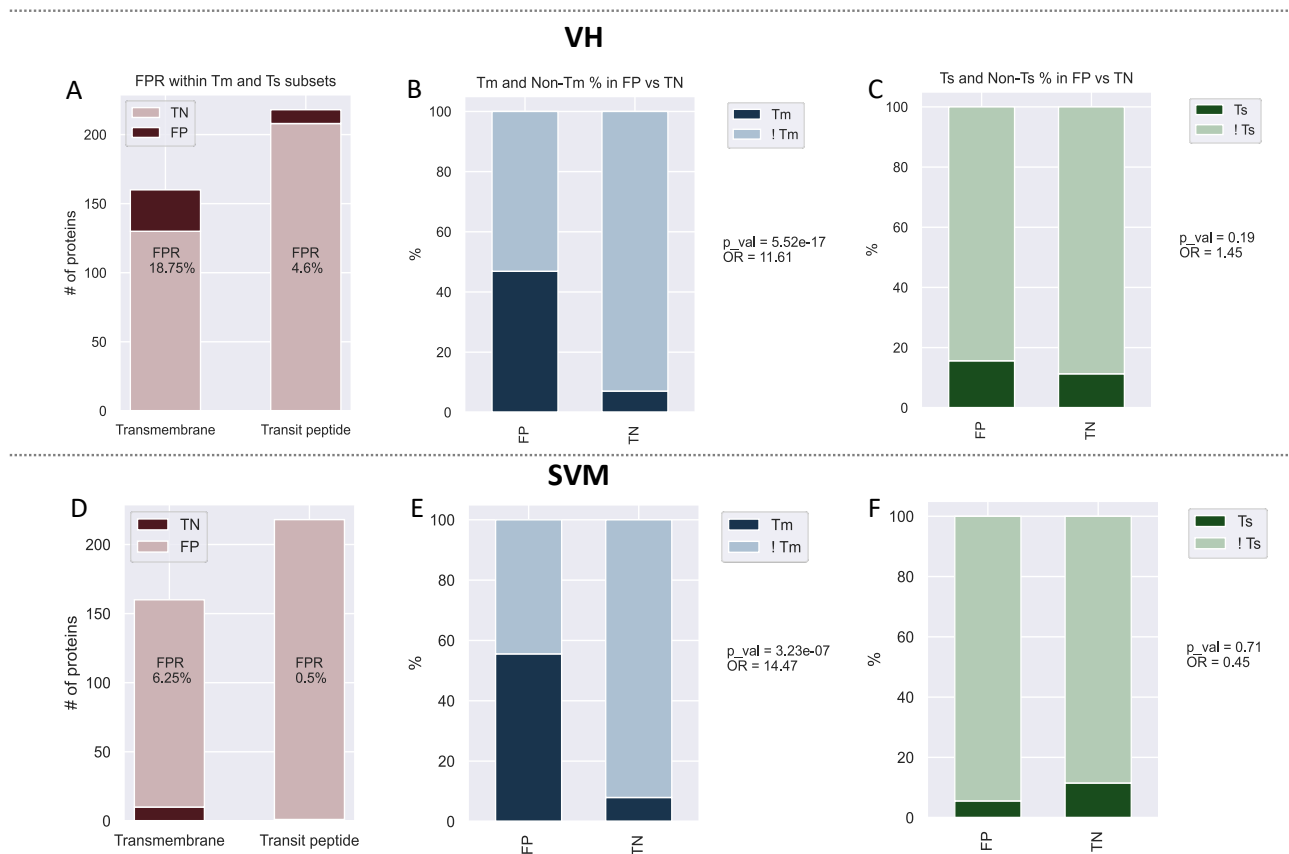 VH
A
FPR within Tm and Ts subsets
TN
FP
# of proteins
200
150
100
50
0
FPR
18.75%
FPR
4.6%
Transmembrane
Transit peptide
B
Tm and Non-Tm % in FP vs TN
%
100
80
60
40
20
0
FP
TN
Tm
! Tm
p_val = 5.52e-17
OR = 11.61
C
Ts and Non-Ts % in FP vs TN
%
100
80
60
40
20
0
FP
TN
Ts
! Ts
p_val = 0.19
OR = 1.45
SVM
D
TN
FP
# of proteins
200
150
100
50
0
FPR
6.25%
FPR
0.5%
Transmembrane
Transit peptide
E
%
100
80
60
40
20
0
FP
TN
Tm
! Tm
p_val = 3.23e-07
OR = 14.47
F
%
100
80
60
40
20
0
FP
TN
Ts
! Ts
p_val = 0.71
OR = 0.45